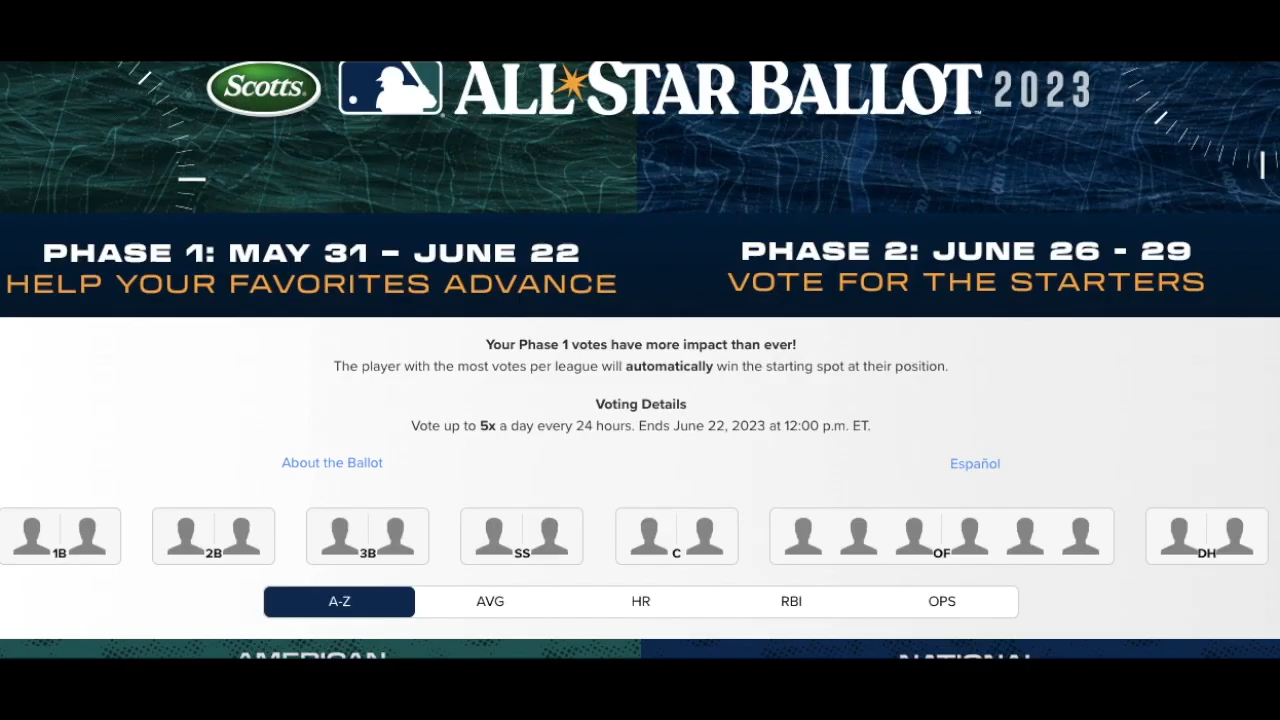 Scotts
ALL STAR BALLOT 2023
PHASE 1: MAY 31 – JUNE 22
HELP YOUR FAVORITES ADVANCE
PHASE 2: JUNE 26 - 29
VOTE FOR THE STARTERS
Your Phase 1 votes have more impact than ever!
The player with the most votes per league will automatically win the starting spot at their position.
Voting Details
Vote up to 5x a day every 24 hours. Ends June 22, 2023 at 12:00 p.m. ET.
About the Ballot
Español
1B
2B
3B
SS
C
OF
DH
A-Z
AVG
HR
RBI
OPS
AMERICAN
NATIONAL